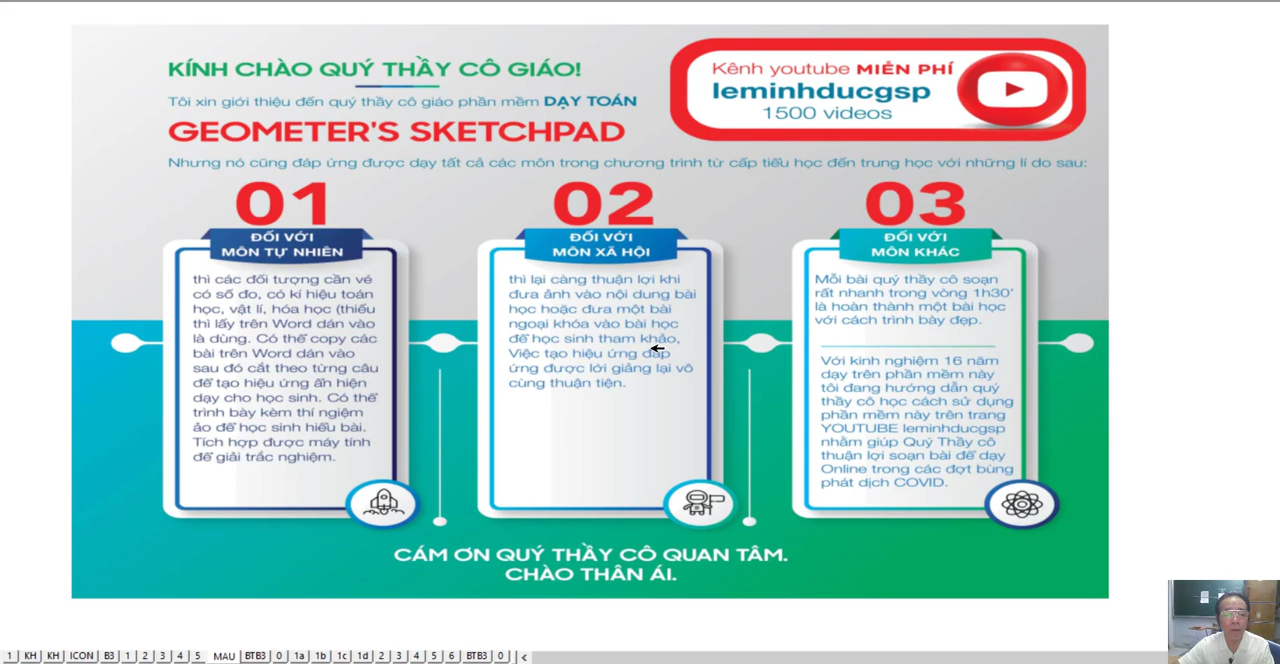 KÍNH CHÀO QUÝ THẦY CÔ GIÁO!
Tôi xin giới thiệu đến quý thầy cô giáo phần mềm DẠY TOÁN
GEOMETER'S SKETCHPAD
Nhưng nó cũng đáp ứng được dạy tất cả các môn trong chương trình từ cấp tiểu học đến trung học với những lí do sau:
Kênh youtube MIỄN PHÍ
leminhducgsp
1500 videos
01
ĐỐI VỚI
MÔN TỰ NHIÊN
thì các đối tượng cần vẽ
có số đo, có kí hiệu toán
học, vật lí, hóa học (thiếu
thì lấy trên Word dán vào
là dùng. Có thể copy các
bài trên Word dán vào
sau đó cắt theo từng câu
để tạo hiệu ứng ẩn hiện
dạy cho học sinh. Có thể
trình bày kèm thí ngiệm
ảo để học sinh hiểu bài.
Tích hợp được máy tính
để giải trắc nghiệm.
02
ĐỐI VỚI
MÔN XÃ HỘI
thì lại càng thuận lợi khi
đưa ảnh vào nội dung bài
học hoặc đưa một bài
ngoại khóa vào bài học
để học sinh tham khảo,
Việc tạo hiệu ứng đáp
ứng được lời giảng lại vô
cùng thuận tiện.
03
ĐỐI VỚI
MÔN KHÁC
Mỗi bài quý thầy cô soạn
rất nhanh trong vòng 1h30'
là hoàn thành một bài học
với cách trình bày đẹp.
Với kinh nghiệm 16 năm
dạy trên phần mềm này
tôi đang hướng dẫn quý
thầy cô học cách sử dụng
phần mềm này trên trang
YOUTUBE leminhducgsp
nhằm giúp Quý Thầy cô
thuận lợi soạn bài để dạy
Online trong các đợt bùng
phát dịch COVID.
CÁM ƠN QUÝ THẦY CÔ QUAN TÂM.
CHÀO THÂN ÁI.
1 KH KH ICON B3 1 2 3 4 5 MAU BTB3 0 1a 1b 1c 1d 2 3 4 5 6 BTB3 0